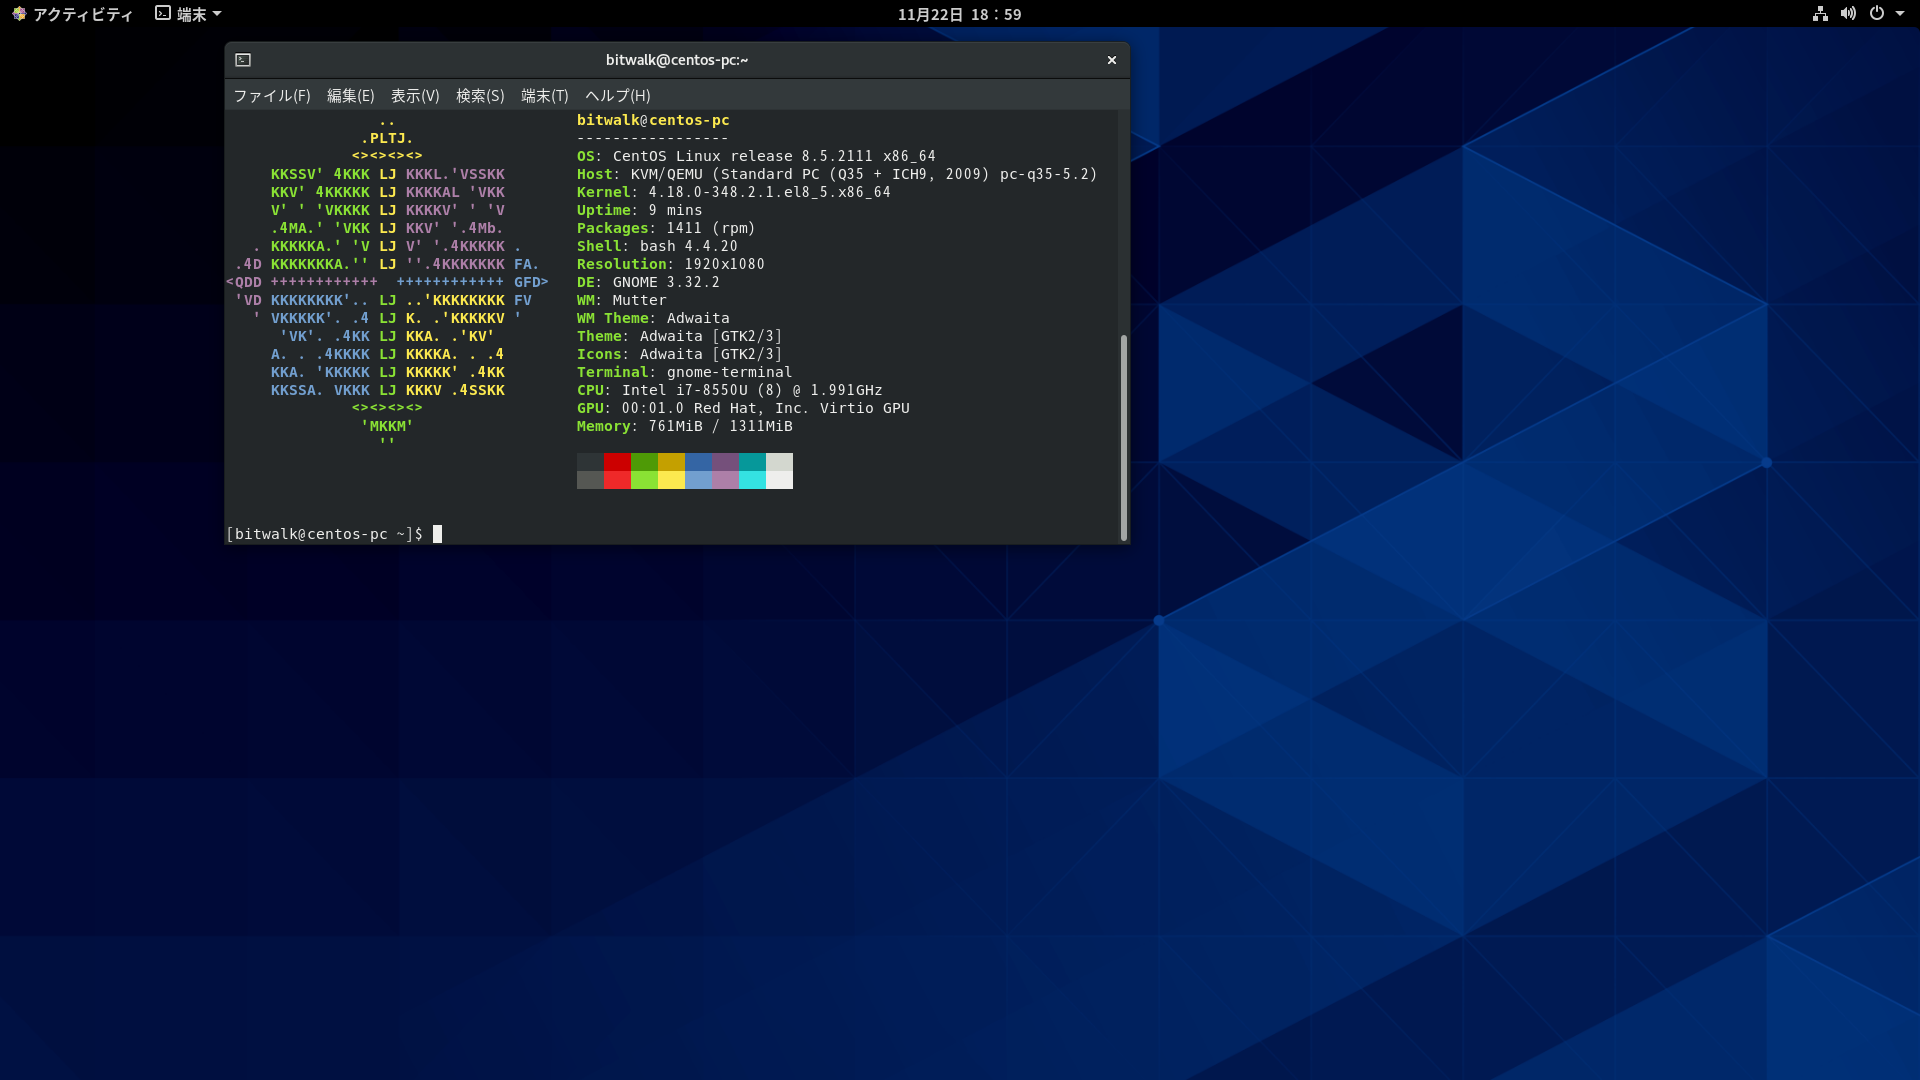 アクティビティ 端末 11月22日 18:59
bitwalk@centos-pc:~
ファイル(F) 編集(E) 表示(V) 検索(S) 端末(T) ヘルプ(H)
.. bitwalk@centos-pc
.PLTJ. -----------------
<><><><> OS: CentOS Linux release 8.5.2111 x86_64
KKSSV' 4KKK LJ KKKL.'VSSKK Host: KVM/QEMU (Standard PC (Q35 + ICH9, 2009) pc-q35-5.2)
KKV' 4KKKKK LJ KKKKAL 'VKK Kernel: 4.18.0-348.2.1.el8_5.x86_64
V' ' 'VKKKK LJ KKKKV' ' 'V Uptime: 9 mins
.4MA.' 'VKK LJ KKV' '.4Mb. Packages: 1411 (rpm)
. KKKKKA.' 'V LJ V' '.4KKKKK . Shell: bash 4.4.20
.4D KKKKKKKA.'' LJ ''.4KKKKKKK FA. Resolution: 1920x1080
<QDD ++++++++++++ ++++++++++++ GFD> DE: GNOME 3.32.2
'VD KKKKKKKK'.. LJ ..'KKKKKKKK FV WM: Mutter
' VKKKKK'. .4 LJ K. .'KKKKKV ' WM Theme: Adwaita
'VK'. .4KK LJ KKA. .'KV' Theme: Adwaita [GTK2/3]
A. . .4KKKK LJ KKKKA. . .4 Icons: Adwaita [GTK2/3]
KKA. 'KKKKK LJ KKKKK' .4KK Terminal: gnome-terminal
KKSSA. VKKK LJ KKKV .4SSKK CPU: Intel i7-8550U (8) @ 1.991GHz
<><><><> GPU: 00:01.0 Red Hat, Inc. Virtio GPU
'MKKM' Memory: 761MiB / 1311MiB
''
[bitwalk@centos-pc ~]$